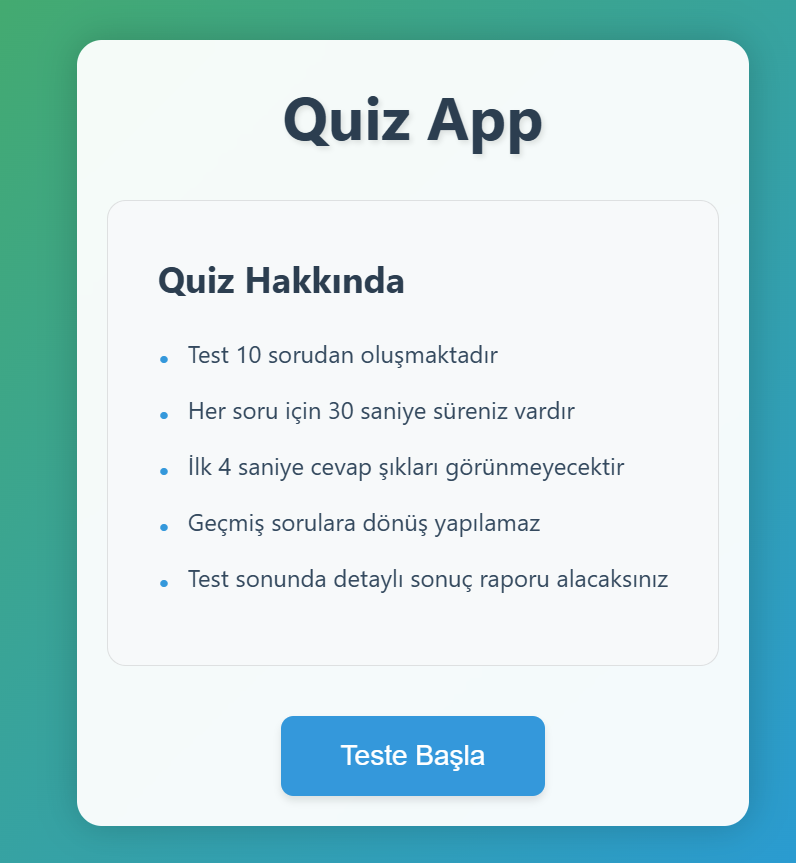 Quiz App
Quiz Hakkında
Test 10 sorudan oluşmaktadır
Her soru için 30 saniye süreniz vardır
İlk 4 saniye cevap şıkları görünmeyecektir
Geçmiş sorulara dönüş yapılamaz
Test sonunda detaylı sonuç raporu alacaksınız
Teste Başla